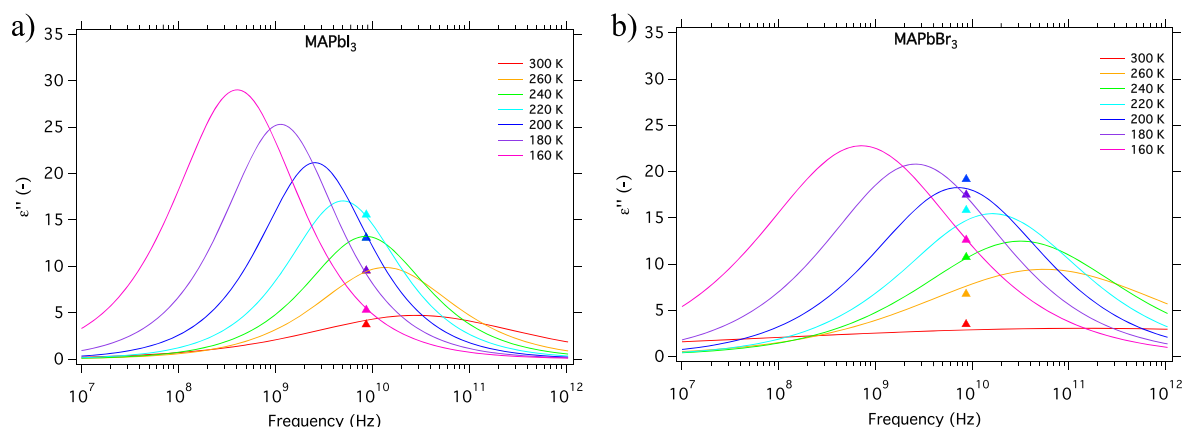 a)
MAPbI3
35
30
25
20
15
10
5
0
ε'' (-)
300 K
260 K
240 K
220 K
200 K
180 K
160 K
10^7
10^8
10^9
10^10
10^11
10^12
Frequency (Hz)
b)
MAPbBr3
35
30
25
20
15
10
5
0
ε'' (-)
300 K
260 K
240 K
220 K
200 K
180 K
160 K
10^7
10^8
10^9
10^10
10^11
10^12
Frequency (Hz)